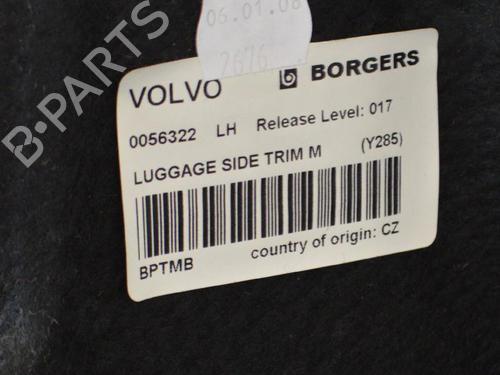 06.01.08
2676
VOLVO BORGERS
0056322 LH Release Level: 017
LUGGAGE SIDE TRIM M (Y285)
BPTMB country of origin: CZ
B-PARTS